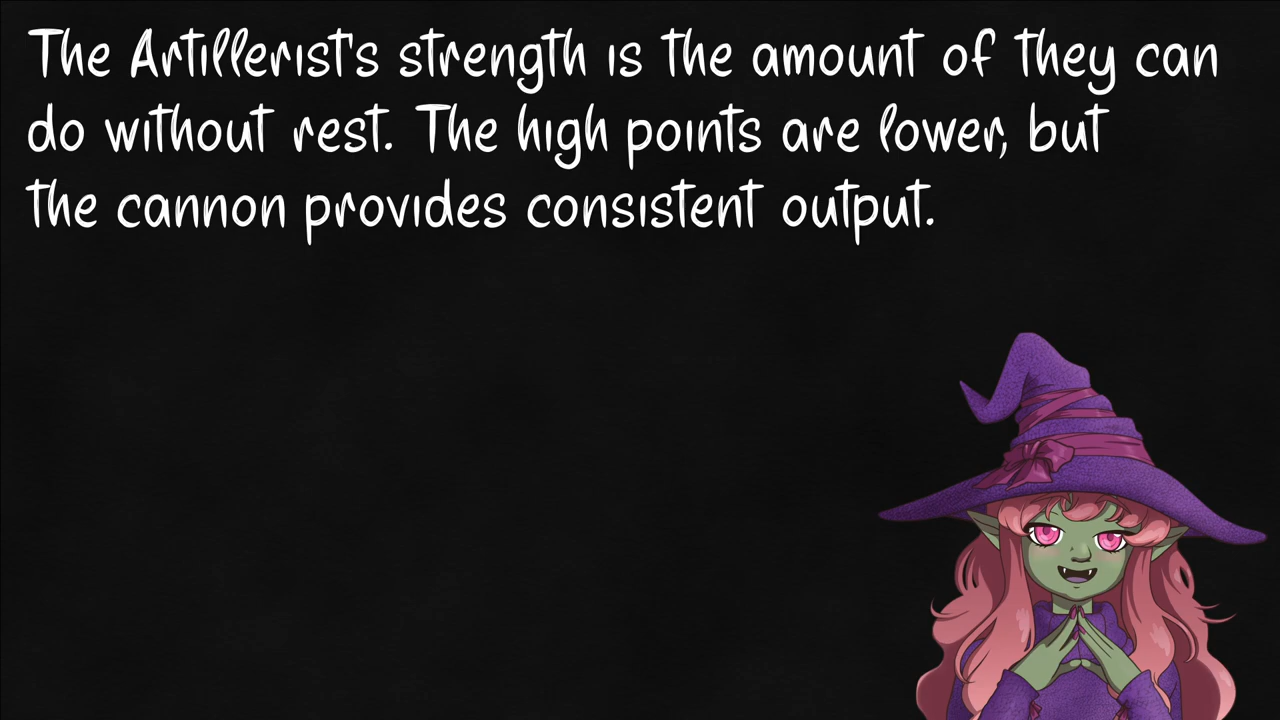 The Artillerist's strength is the amount of they can
do without rest. The high points are lower, but
the cannon provides consistent output.